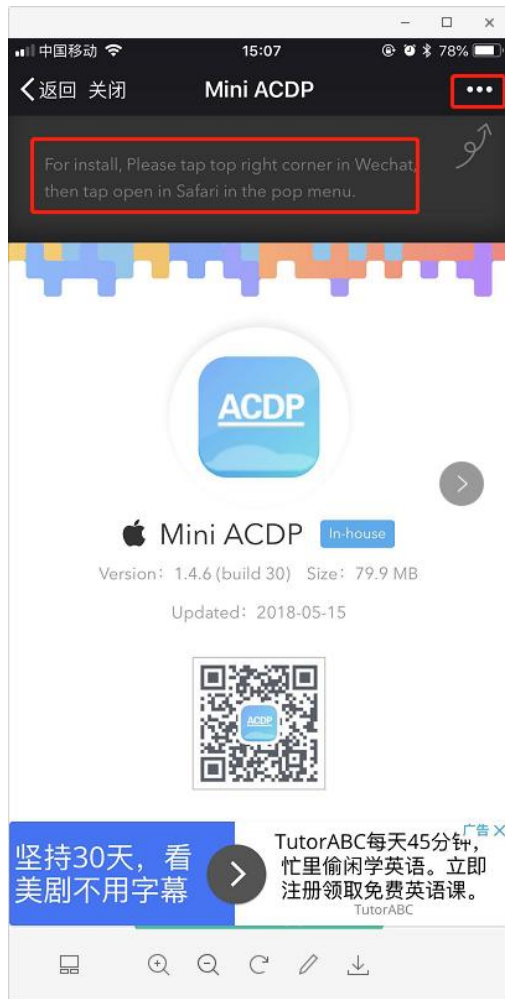 中国移动 15:07 78%
返回 关闭 Mini ACDP
For install, Please tap top right corner in Wechat,
then tap open in Safari in the pop menu.
ACDP
Mini ACDP In-house
Version: 1.4.6 (build 30) Size: 79.9 MB
Updated: 2018-05-15
ACDP
广告
坚持30天，看
美剧不用字幕
TutorABC每天45分钟，
忙里偷闲学英语。立即
注册领取免费英语课。
TutorABC